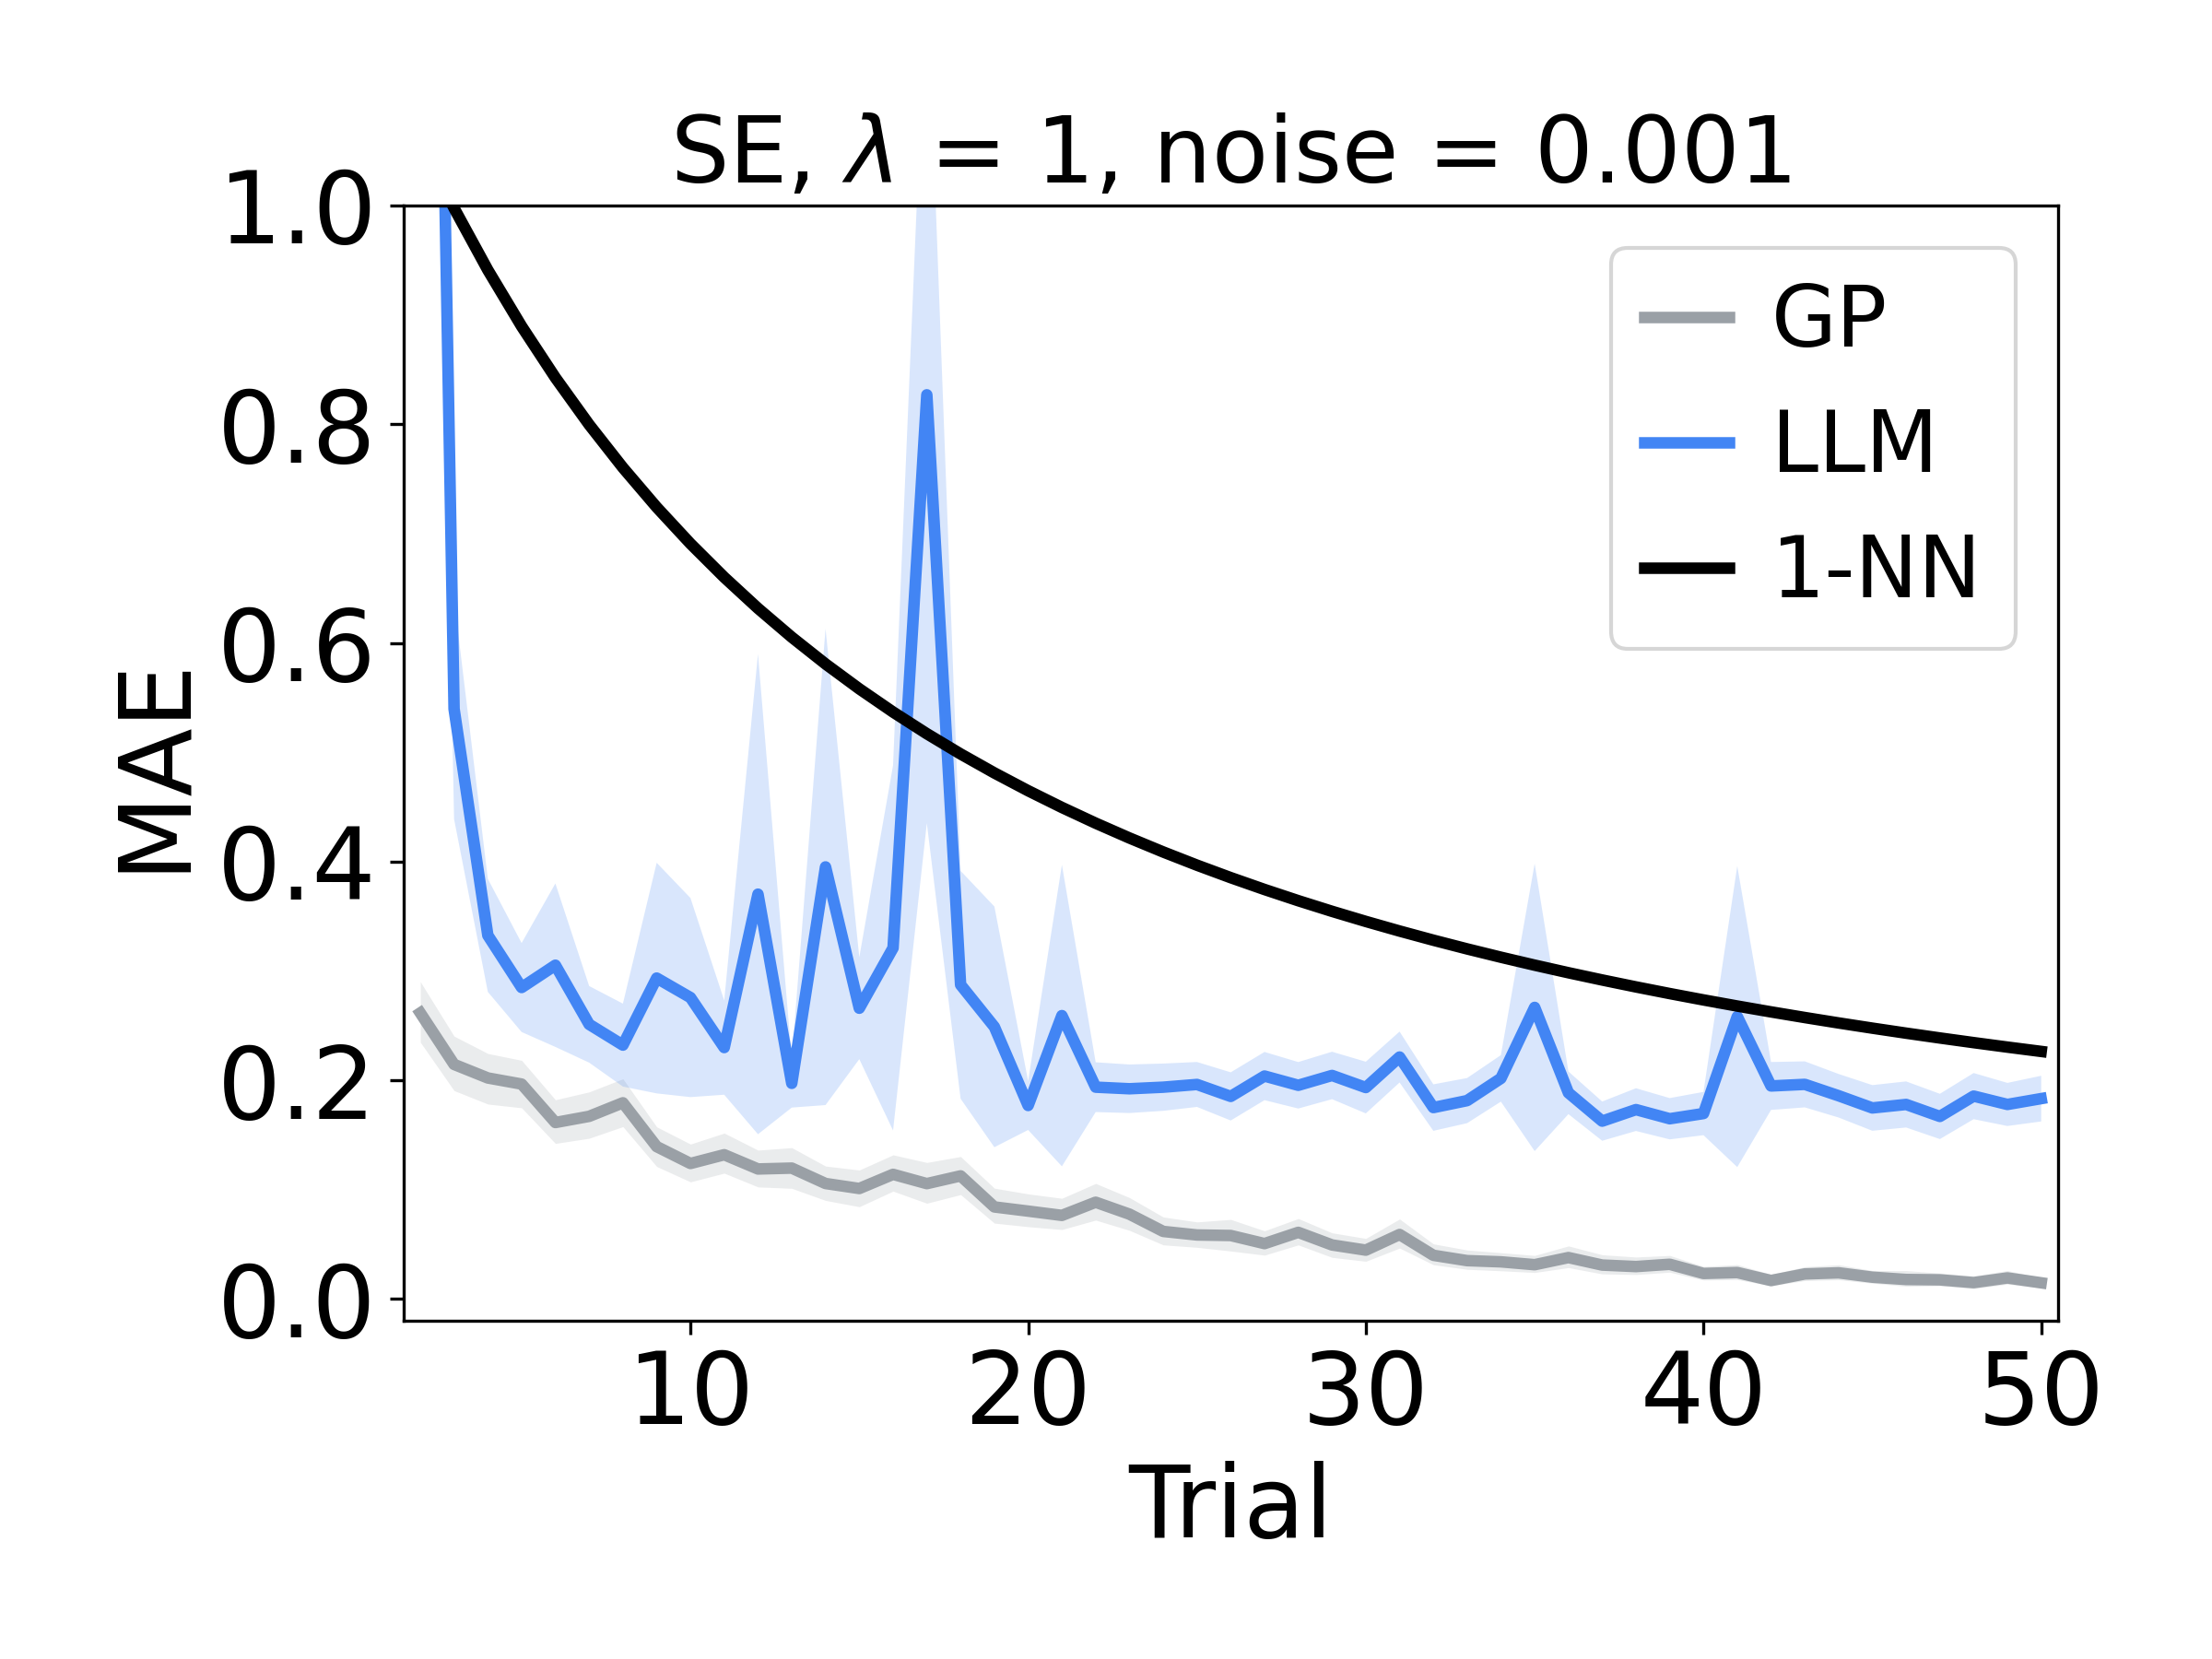 SE, λ = 1, noise = 0.001
1.0
0.8
0.6
0.4
0.2
0.0
MAE
GP
LLM
1-NN
10 20 30 40 50
Trial